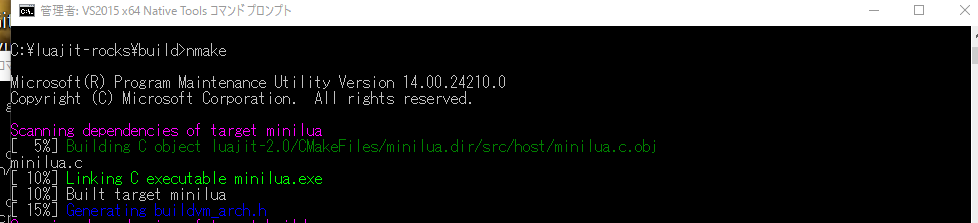 管理者: VS2015 x64 Native Tools コマンド プロンプト
C:¥luajit-rocks¥build>nmake
Microsoft(R) Program Maintenance Utility Version 14.00.24210.0
Copyright (C) Microsoft Corporation.  All rights reserved.
Scanning dependencies of target minilua
[  5%] Building C object luajit-2.0/CMakeFiles/minilua.dir/src/host/minilua.c.obj
minilua.c
[ 10%] Linking C executable minilua.exe
[ 10%] Built target minilua
[ 15%] Generating buildvm_arch.h